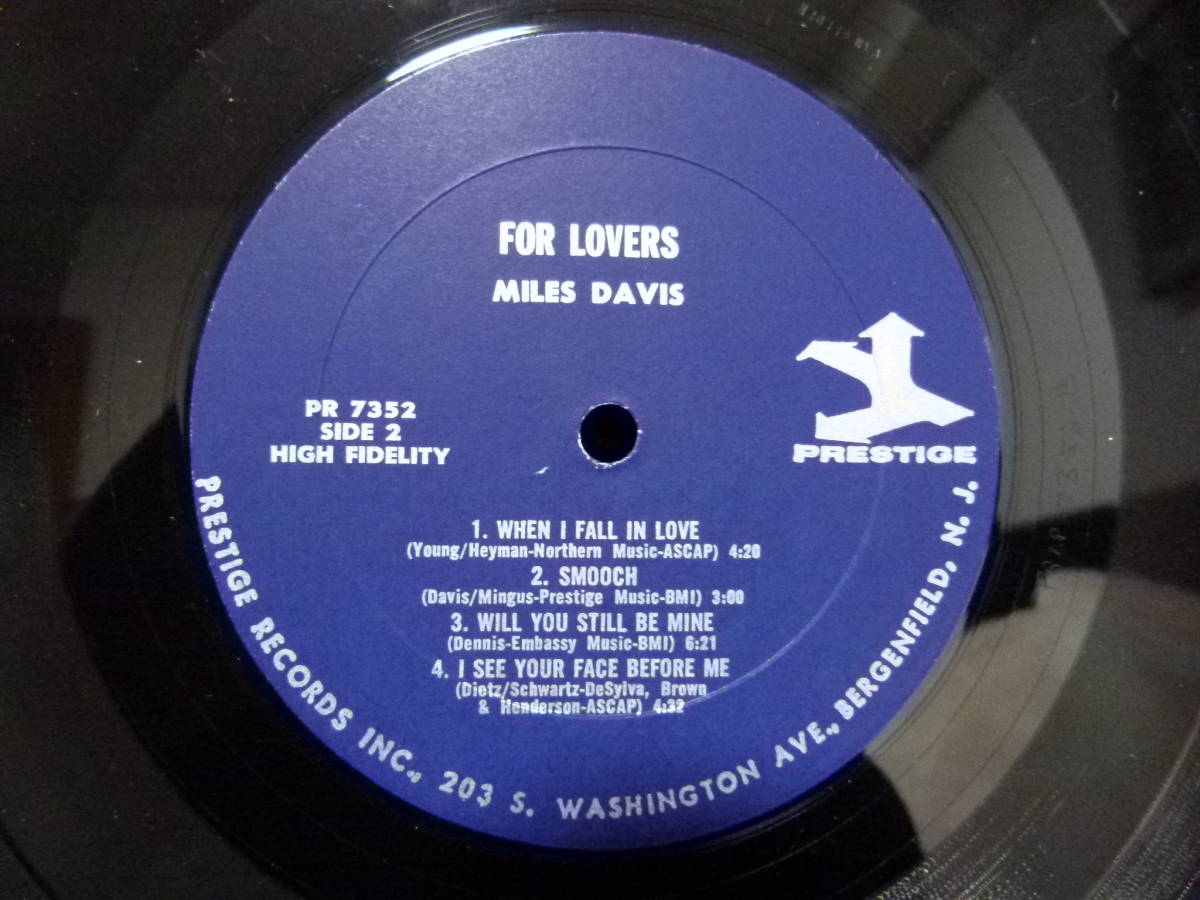 FOR LOVERS
MILES DAVIS
PR 7352
SIDE 2
HIGH FIDELITY
PRESTIGE
1. WHEN I FALL IN LOVE
(Young/Heyman-Northern Music-ASCAP) 4:20
2. SMOOCH
(Davis/Mingus-Prestige Music-BMI) 3:00
3. WILL YOU STILL BE MINE
(Dennis-Embassy Music-BMI) 6:21
4. I SEE YOUR FACE BEFORE ME
(Dietz/Schwartz-DeSylva, Brown
& Henderson-ASCAP) 4:32
PRESTIGE RECORDS INC., 203 S. WASHINGTON AVE., BERGENFIELD, N. J.